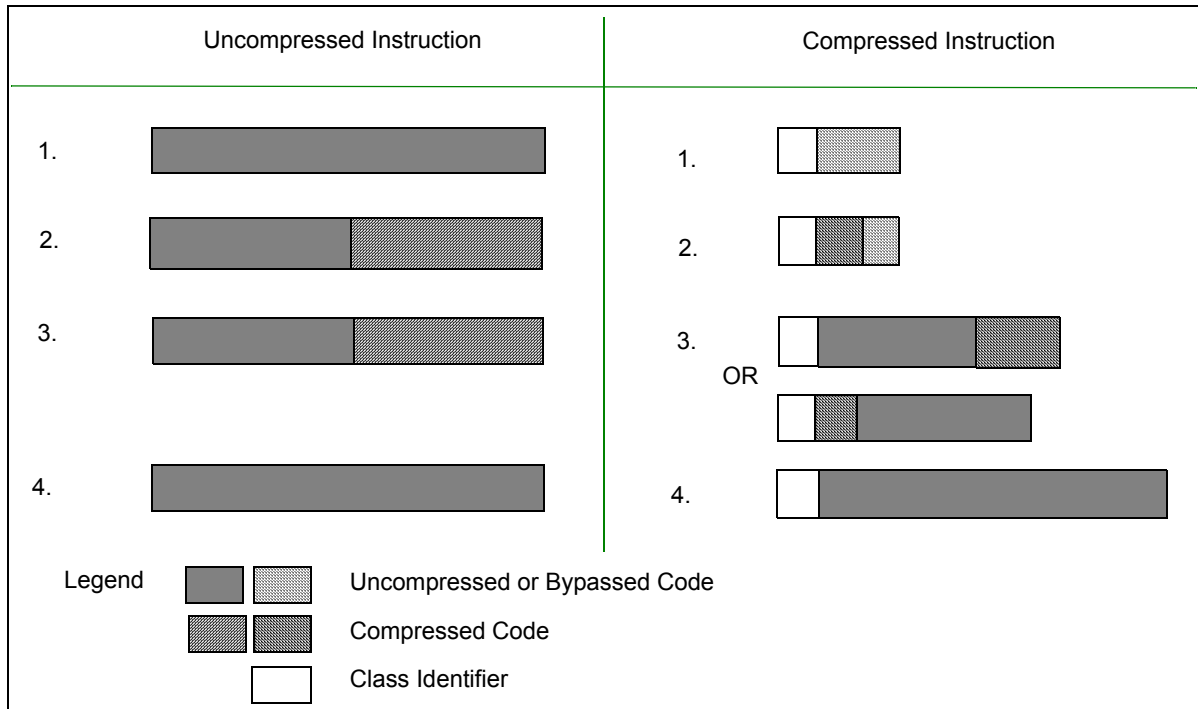 Uncompressed Instruction
Compressed Instruction
1.
1.
2.
2.
3.
3.
OR
4.
4.
Legend
Uncompressed or Bypassed Code
Compressed Code
Class Identifier